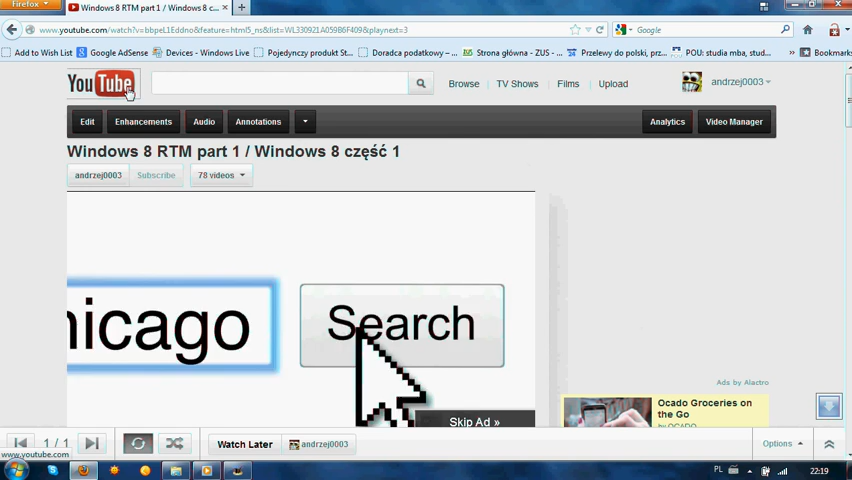 Firefox
Windows 8 RTM part 1 / Windows 8 c...
www.youtube.com/watch?v=bbpeL1Eddno&feature=html5_ns&list=WL330921A059B6F409&playnext=3
Google
Add to Wish List
Google AdSense
Devices - Windows Live
Pojedynczy produkt St...
Doradca podatkowy - ...
Strona główna - ZUS - ...
Przelewy do polski, prz...
POU: studia mba, stud...
Bookmarks
YouTube
Browse
TV Shows
Films
Upload
andrzej0003
Edit
Enhancements
Audio
Annotations
Analytics
Video Manager
Windows 8 RTM part 1 / Windows 8 część 1
andrzej0003
Subscribe
78 videos
hicago
Search
Skip Ad »
Ads by Alactro
Ocado Groceries on
the Go
by OCADO
1 / 1
Watch Later
andrzej0003
Options
www.youtube.com
PL
22:19